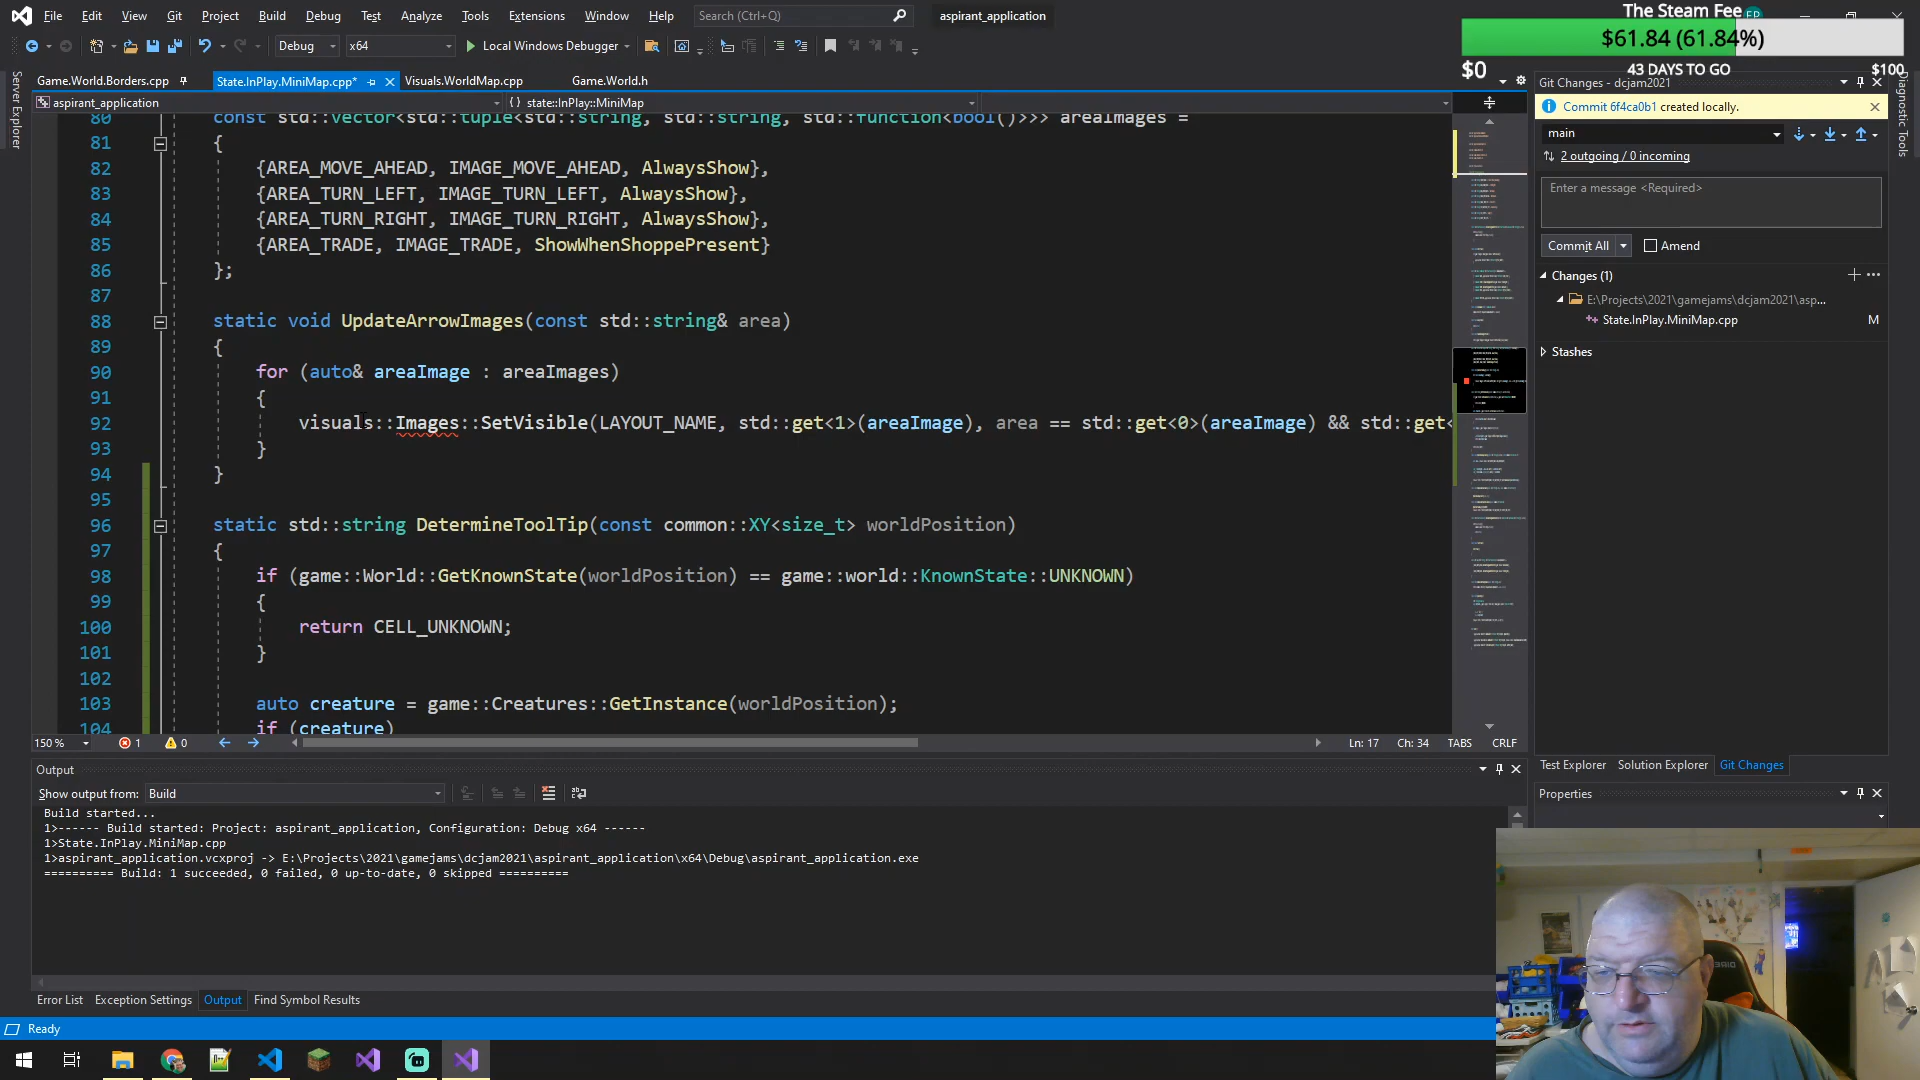 File Edit View Git Project Build Debug Test Analyze Tools Extensions Window Help Search (Ctrl+Q) aspirant_application
The Steam Fee
$61.84 (61.84%)
$0 43 DAYS TO GO $100
Debug x64 Local Windows Debugger
Server Explorer
Game.World.Borders.cpp State.InPlay.MiniMap.cpp* Visuals.WorldMap.cpp Game.World.h
aspirant_application state::InPlay::MiniMap
80 const std::vector<std::tuple<std::string, std::string, std::function<bool()>>> areaImages =
81 {
82 {AREA_MOVE_AHEAD, IMAGE_MOVE_AHEAD, AlwaysShow},
83 {AREA_TURN_LEFT, IMAGE_TURN_LEFT, AlwaysShow},
84 {AREA_TURN_RIGHT, IMAGE_TURN_RIGHT, AlwaysShow},
85 {AREA_TRADE, IMAGE_TRADE, ShowWhenShoppePresent}
86 };
87
88 static void UpdateArrowImages(const std::string& area)
89 {
90 for (auto& areaImage : areaImages)
91 {
92 visuals::Images::SetVisible(LAYOUT_NAME, std::get<1>(areaImage), area == std::get<0>(areaImage) && std::get<
93 }
94 }
95
96 static std::string DetermineToolTip(const common::XY<size_t> worldPosition)
97 {
98 if (game::World::GetKnownState(worldPosition) == game::world::KnownState::UNKNOWN)
99 {
100 return CELL_UNKNOWN;
101 }
102
103 auto creature = game::Creatures::GetInstance(worldPosition);
104 if (creature)
150 % 1 0 Ln: 17 Ch: 34 TABS CRLF
Output
Show output from: Build
Build started...
1>------ Build started: Project: aspirant_application, Configuration: Debug x64 ------
1>State.InPlay.MiniMap.cpp
1>aspirant_application.vcxproj -> E:\Projects\2021\gamejams\dcjam2021\aspirant_application\x64\Debug\aspirant_application.exe
========== Build: 1 succeeded, 0 failed, 0 up-to-date, 0 skipped ==========
Error List Exception Settings Output Find Symbol Results
Ready
Git Changes - dcjam2021
Commit 6f4ca0b1 created locally.
main
2 outgoing / 0 incoming
Enter a message <Required>
Commit All Amend
Changes (1)
E:\Projects\2021\gamejams\dcjam2021\asp...
State.InPlay.MiniMap.cpp M
Stashes
Test Explorer Solution Explorer Git Changes
Properties
Diagnostic Tools